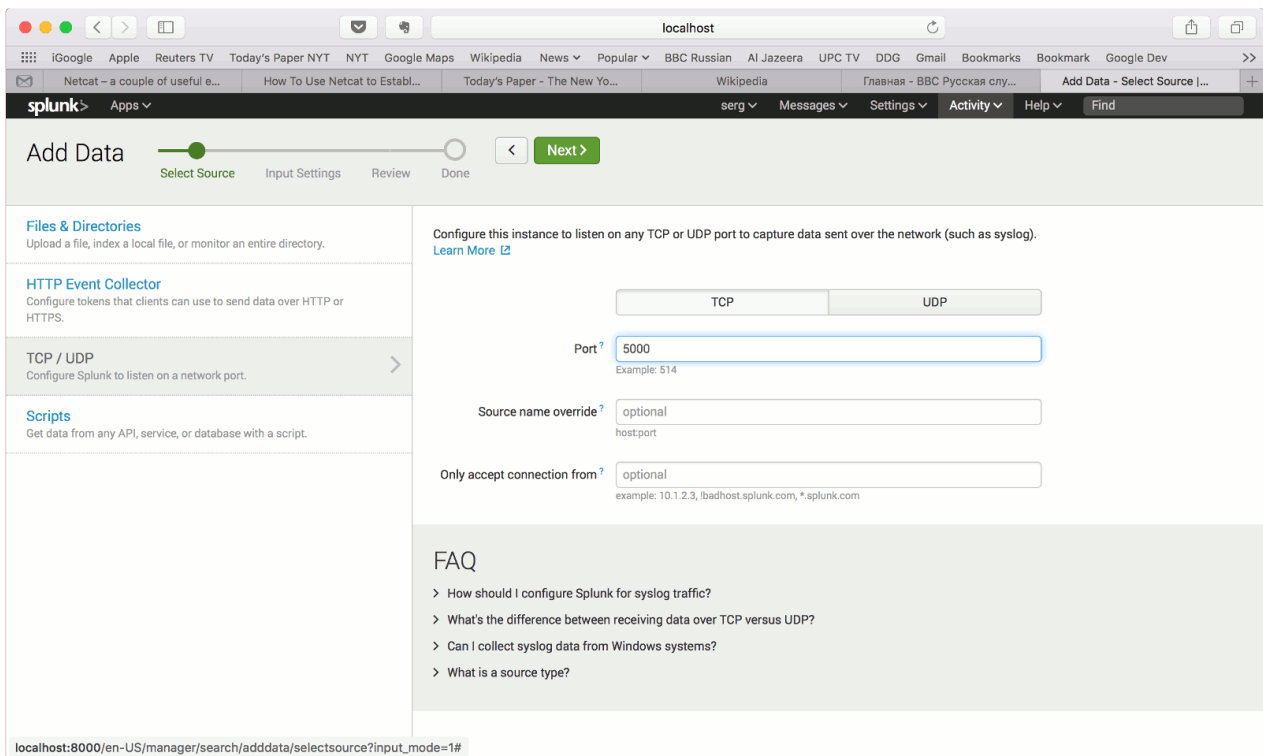 localhost
iGoogle Apple Reuters TV Today's Paper NYT NYT Google Maps Wikipedia News Popular BBC Russian Al Jazeera UPC TV DDG Gmail Bookmarks Bookmark Google Dev >>
Netcat – a couple of useful e... How To Use Netcat to Establ... Today's Paper - The New Yo... Wikipedia Главная - BBC Русская слу... Add Data - Select Source |... +
splunk> Apps serg Messages Settings Activity Help Find
Add Data < Next >
Select Source Input Settings Review Done
Files & Directories
Upload a file, index a local file, or monitor an entire directory.
HTTP Event Collector
Configure tokens that clients can use to send data over HTTP or
HTTPS.
TCP / UDP
Configure Splunk to listen on a network port.
Scripts
Get data from any API, service, or database with a script.
Configure this instance to listen on any TCP or UDP port to capture data sent over the network (such as syslog).
Learn More
TCP UDP
Port ? 5000
Example: 514
Source name override ? optional
host:port
Only accept connection from ? optional
example: 10.1.2.3, !badhost.splunk.com, *.splunk.com
FAQ
> How should I configure Splunk for syslog traffic?
> What's the difference between receiving data over TCP versus UDP?
> Can I collect syslog data from Windows systems?
> What is a source type?
localhost:8000/en-US/manager/search/adddata/selectsource?input_mode=1#